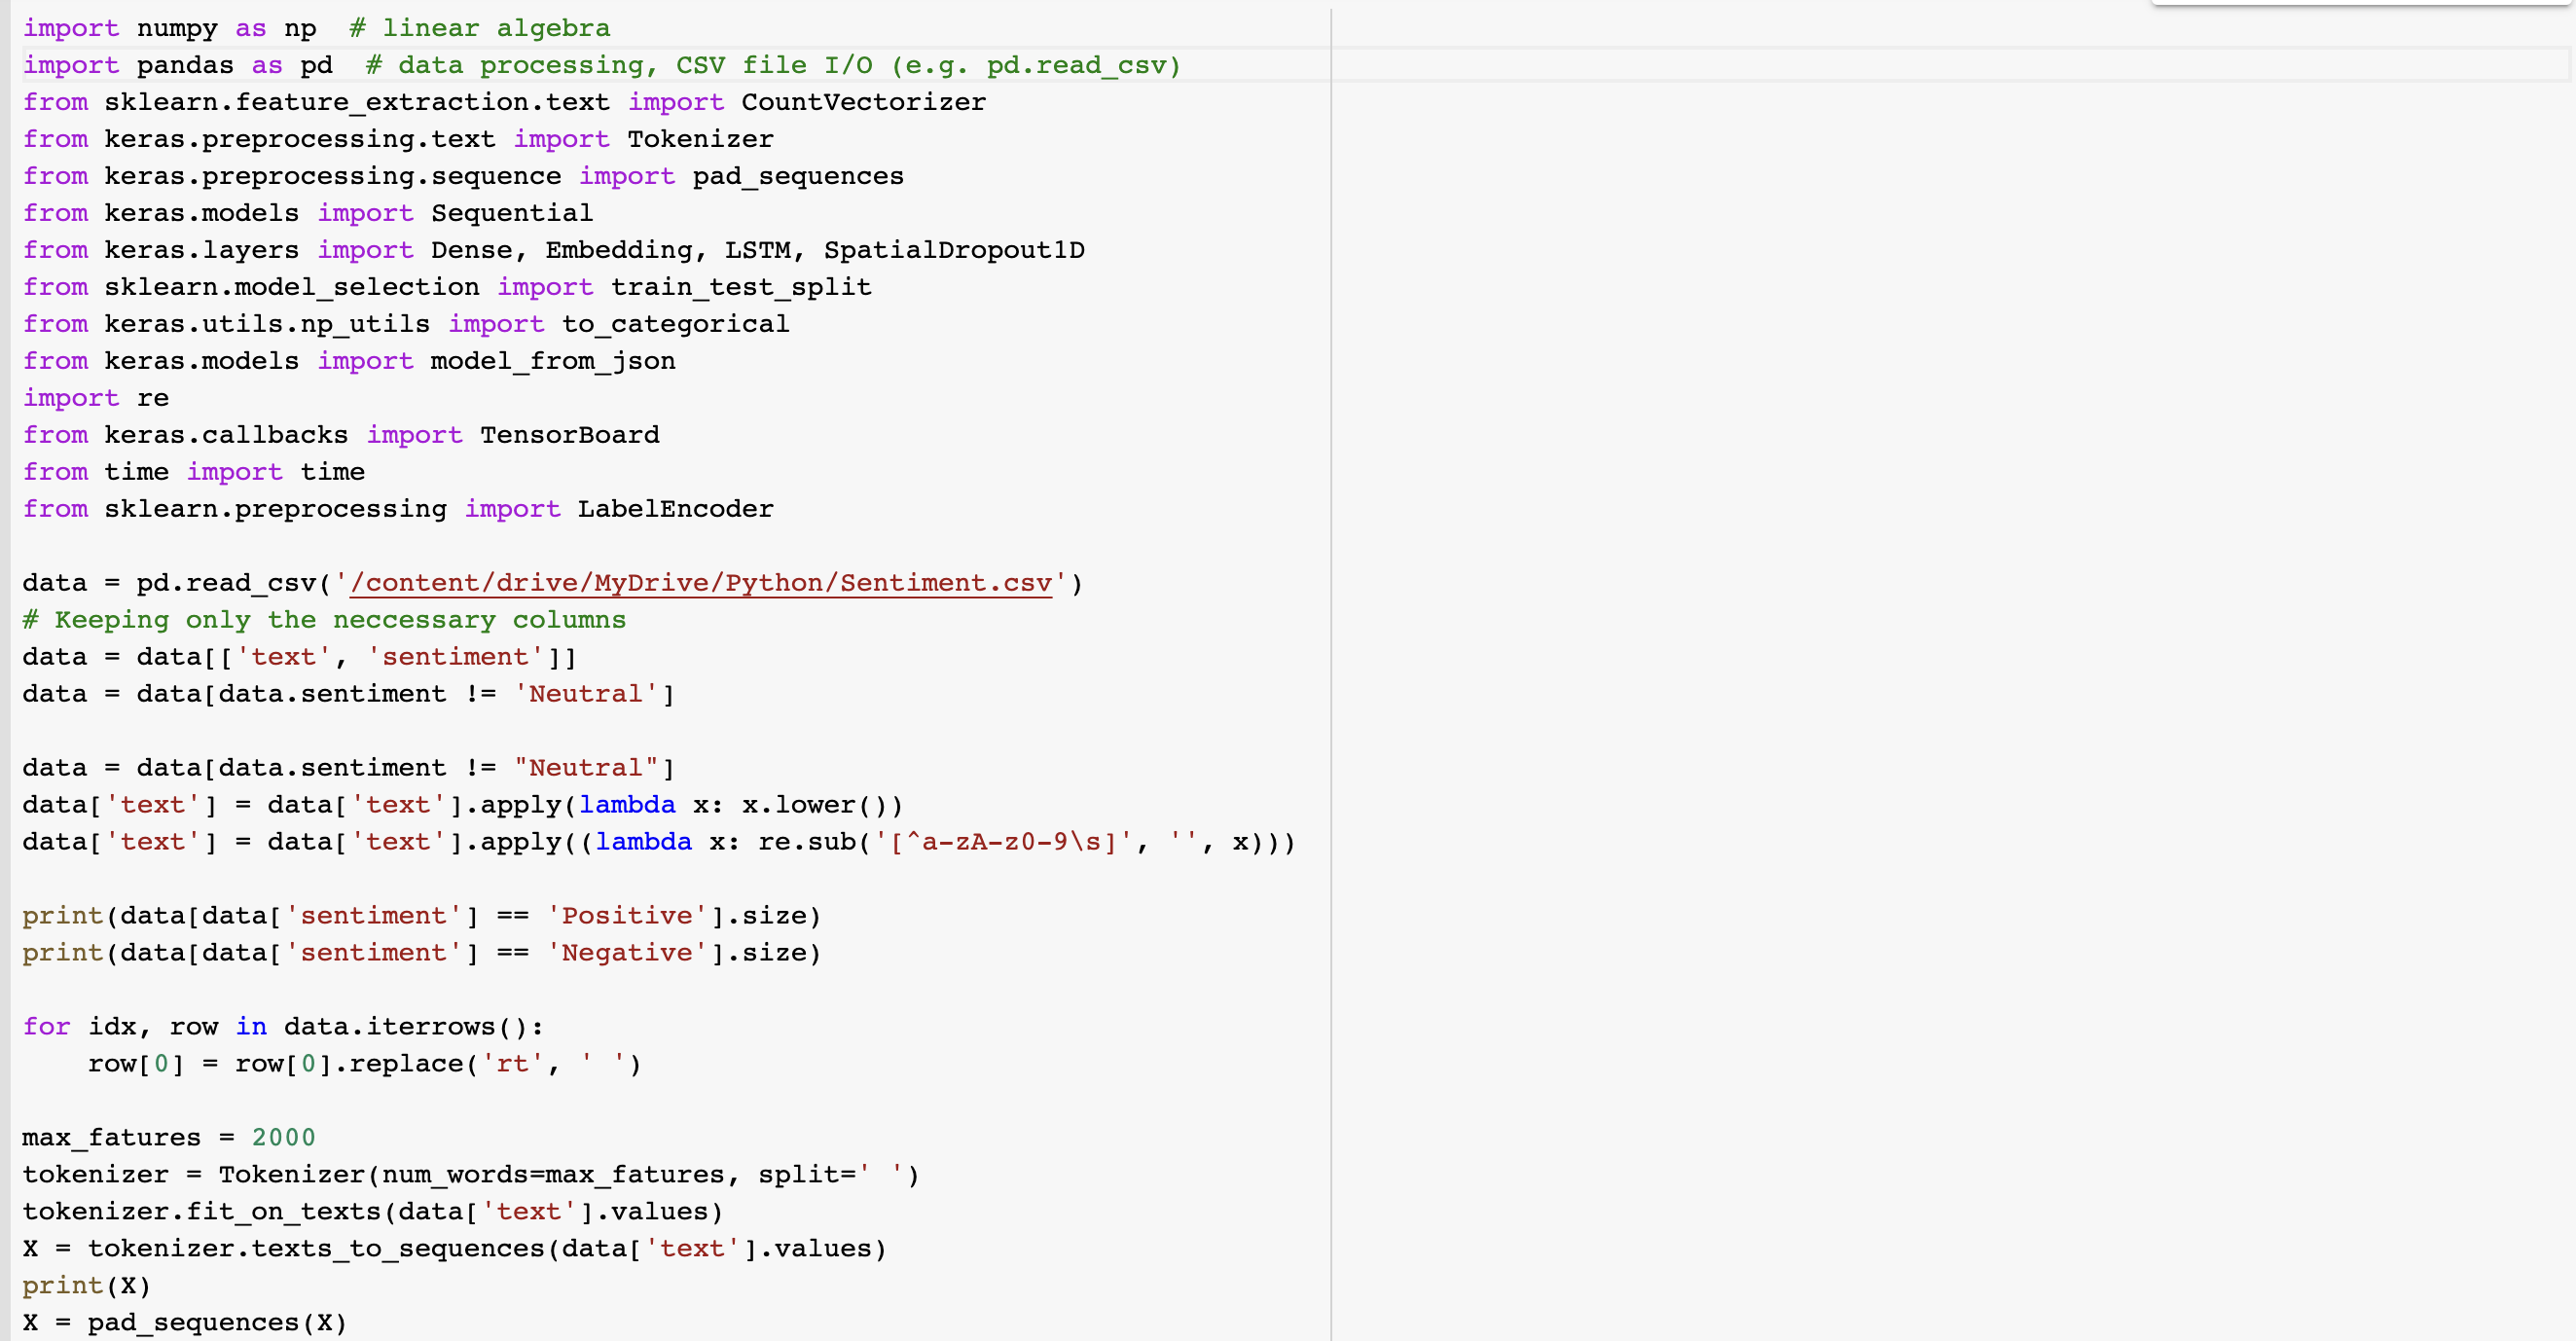 import numpy as np  # linear algebra
import pandas as pd  # data processing, CSV file I/O (e.g. pd.read_csv)
from sklearn.feature_extraction.text import CountVectorizer
from keras.preprocessing.text import Tokenizer
from keras.preprocessing.sequence import pad_sequences
from keras.models import Sequential
from keras.layers import Dense, Embedding, LSTM, SpatialDropout1D
from sklearn.model_selection import train_test_split
from keras.utils.np_utils import to_categorical
from keras.models import model_from_json
import re
from keras.callbacks import TensorBoard
from time import time
from sklearn.preprocessing import LabelEncoder

data = pd.read_csv('/content/drive/MyDrive/Python/Sentiment.csv')
# Keeping only the neccessary columns
data = data[['text', 'sentiment']]
data = data[data.sentiment != 'Neutral']

data = data[data.sentiment != "Neutral"]
data['text'] = data['text'].apply(lambda x: x.lower())
data['text'] = data['text'].apply((lambda x: re.sub('[^a-zA-z0-9\s]', '', x)))

print(data[data['sentiment'] == 'Positive'].size)
print(data[data['sentiment'] == 'Negative'].size)

for idx, row in data.iterrows():
    row[0] = row[0].replace('rt', ' ')

max_fatures = 2000
tokenizer = Tokenizer(num_words=max_fatures, split=' ')
tokenizer.fit_on_texts(data['text'].values)
X = tokenizer.texts_to_sequences(data['text'].values)
print(X)
X = pad_sequences(X)